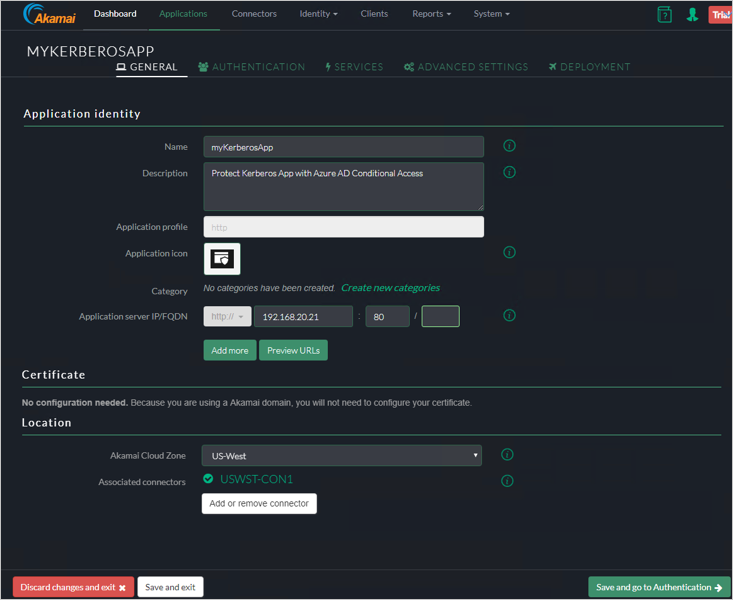 Akamai Dashboard Applications Connectors Identity Clients Reports System Trial
MYKERBEROSAPP
GENERAL AUTHENTICATION SERVICES ADVANCED SETTINGS DEPLOYMENT
Application identity
Name myKerberosApp
Description Protect Kerberos App with Azure AD Conditional Access
Application profile http
Application icon
Category No categories have been created Create new categories
Application server IP/FQDN http:// 192.168.20.21 : 80 /
Add more Preview URLs
Certificate
No configuration needed. Because you are using a Akamai domain, you will not need to configure your certificate.
Location
Akamai Cloud Zone US-West
Associated connectors USWST-CON1
Add or remove connector
Discard changes and exit Save and exit Save and go to Authentication